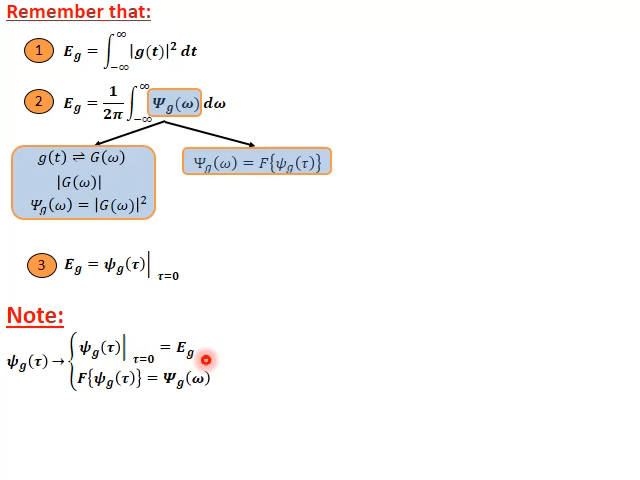 Remember that:
1 E_g = ∫_{−∞}^{∞} |g(t)|² dt
2 E_g = 1/2π ∫_{−∞}^{∞} Ψ_g(ω) dω
g(t) ⇌ G(ω)
|G(ω)|
Ψ_g(ω) = |G(ω)|²
Ψ_g(ω) = F{ψ_g(τ)}
3 E_g = ψ_g(τ)|_{τ=0}
Note:
ψ_g(τ) → { ψ_g(τ)|_{τ=0} = E_g
F{ψ_g(τ)} = Ψ_g(ω)